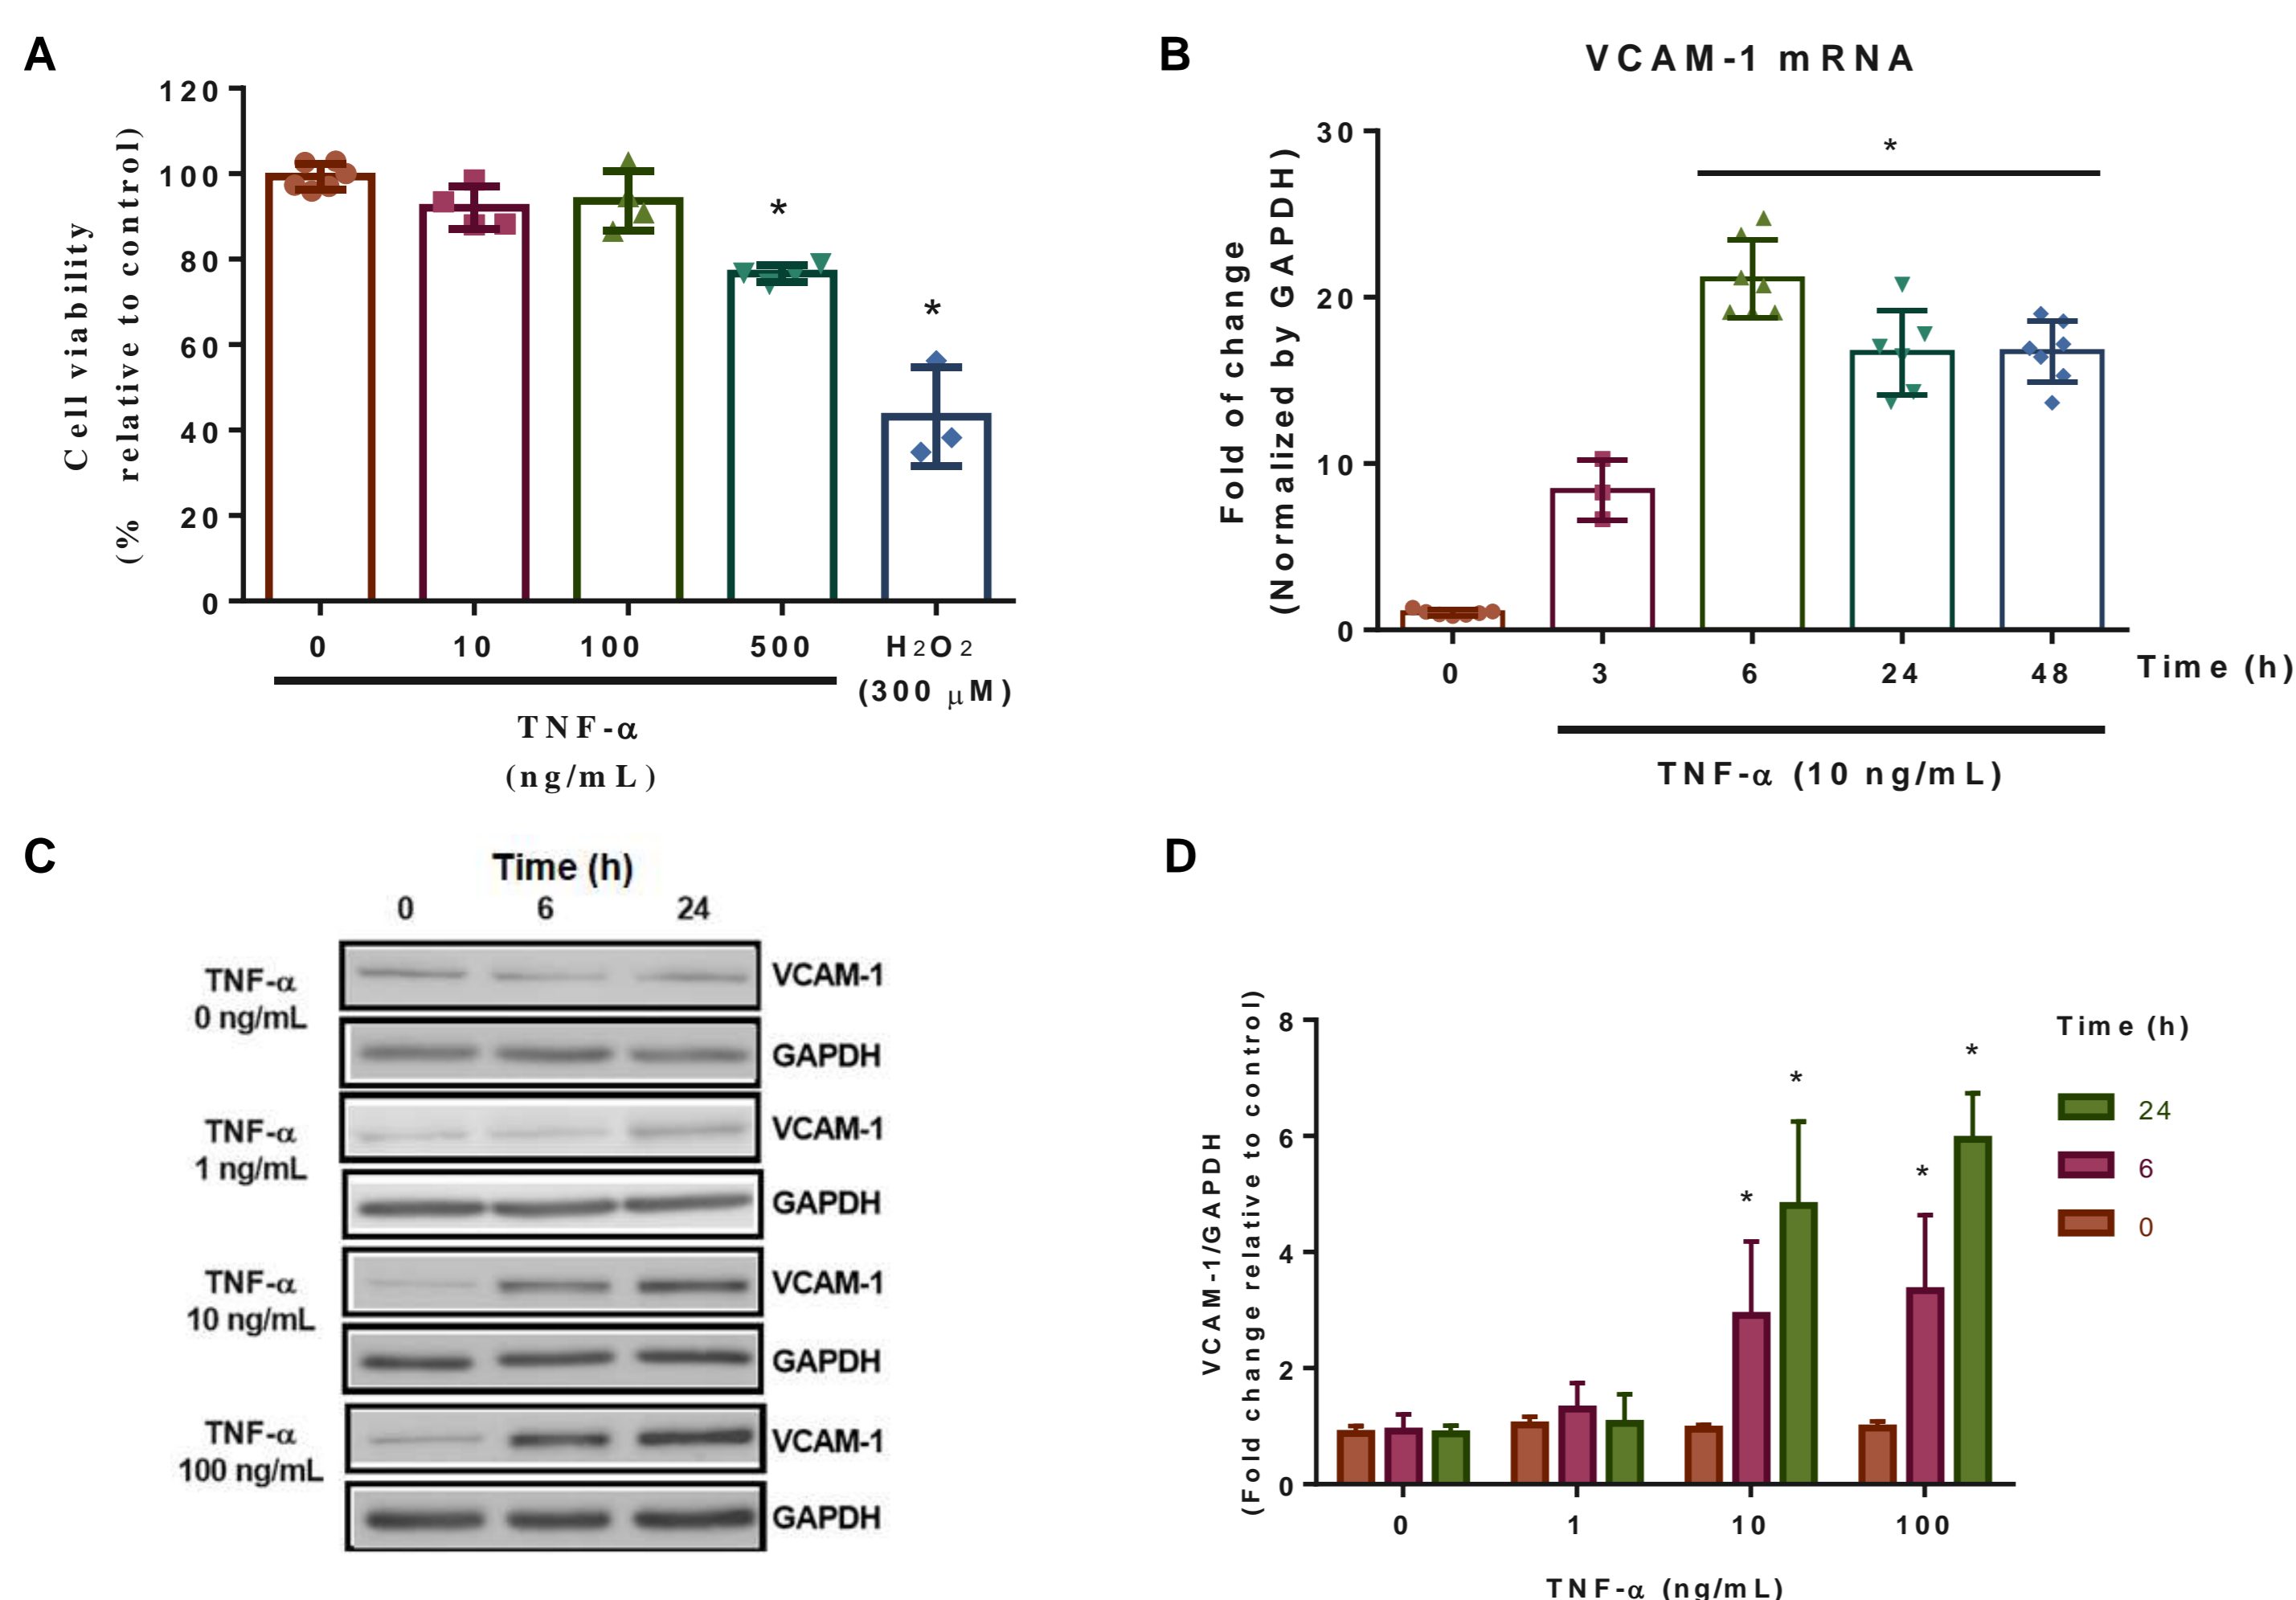 A
Cell viability
(% relative to control)
120
100
80
60
40
20
0
*
*
0 10 100 500 H2O2
(300 μM)
TNF-α
(ng/mL)
B
VCAM-1 mRNA
Fold of change
(Normalized by GAPDH)
30
20
10
0
*
0 3 6 24 48 Time (h)
TNF-α (10 ng/mL)
C
Time (h)
0 6 24
TNF-α
0 ng/mL
VCAM-1
GAPDH
TNF-α
1 ng/mL
VCAM-1
GAPDH
TNF-α
10 ng/mL
VCAM-1
GAPDH
TNF-α
100 ng/mL
VCAM-1
GAPDH
D
VCAM-1/GAPDH
(Fold change relative to control)
8
6
4
2
0
*
*
*
*
0 1 10 100
TNF-α (ng/mL)
Time (h)
24
6
0